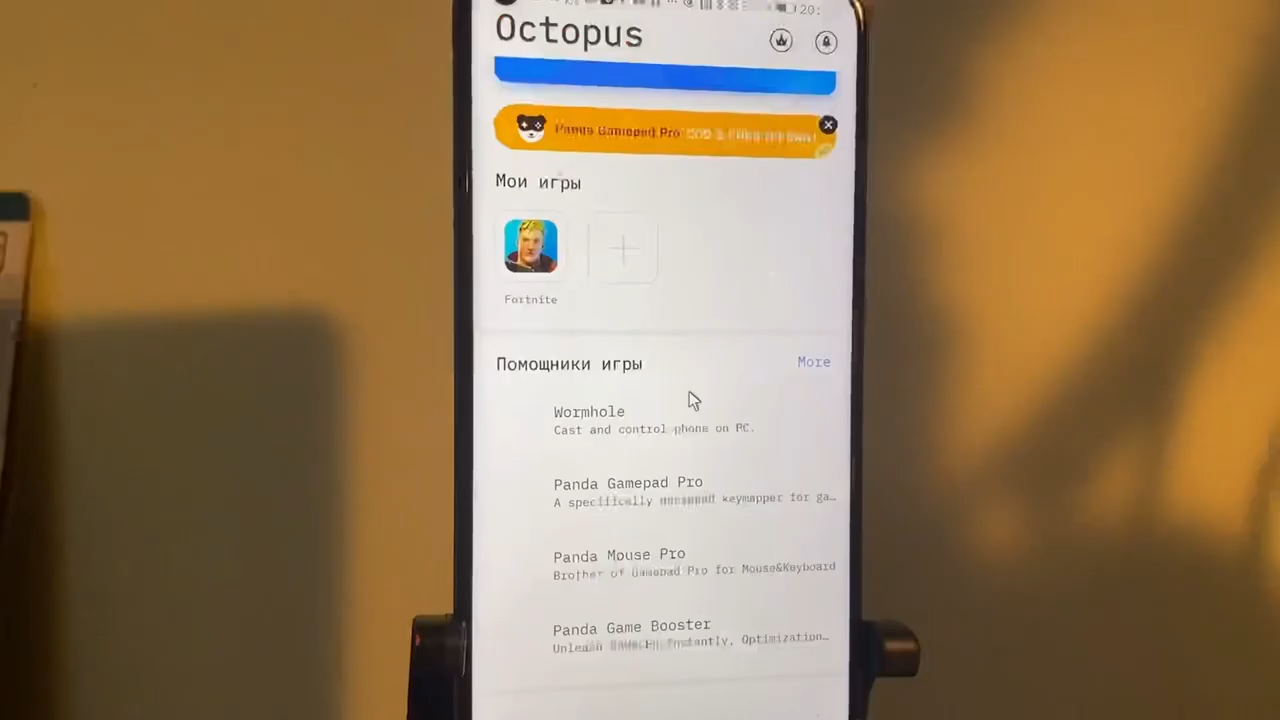 20:
Octopus
Panda Gamepad Pro
Мои игры
Fortnite
Помощники игры
More
Wormhole
Cast and control phone on PC.
Panda Gamepad Pro
A specifically keymapper for ga…
Panda Mouse Pro
Brother of Gamepad Pro for Mouse&Keyboard
Panda Game Booster
Unleash Instantly, Optimization…